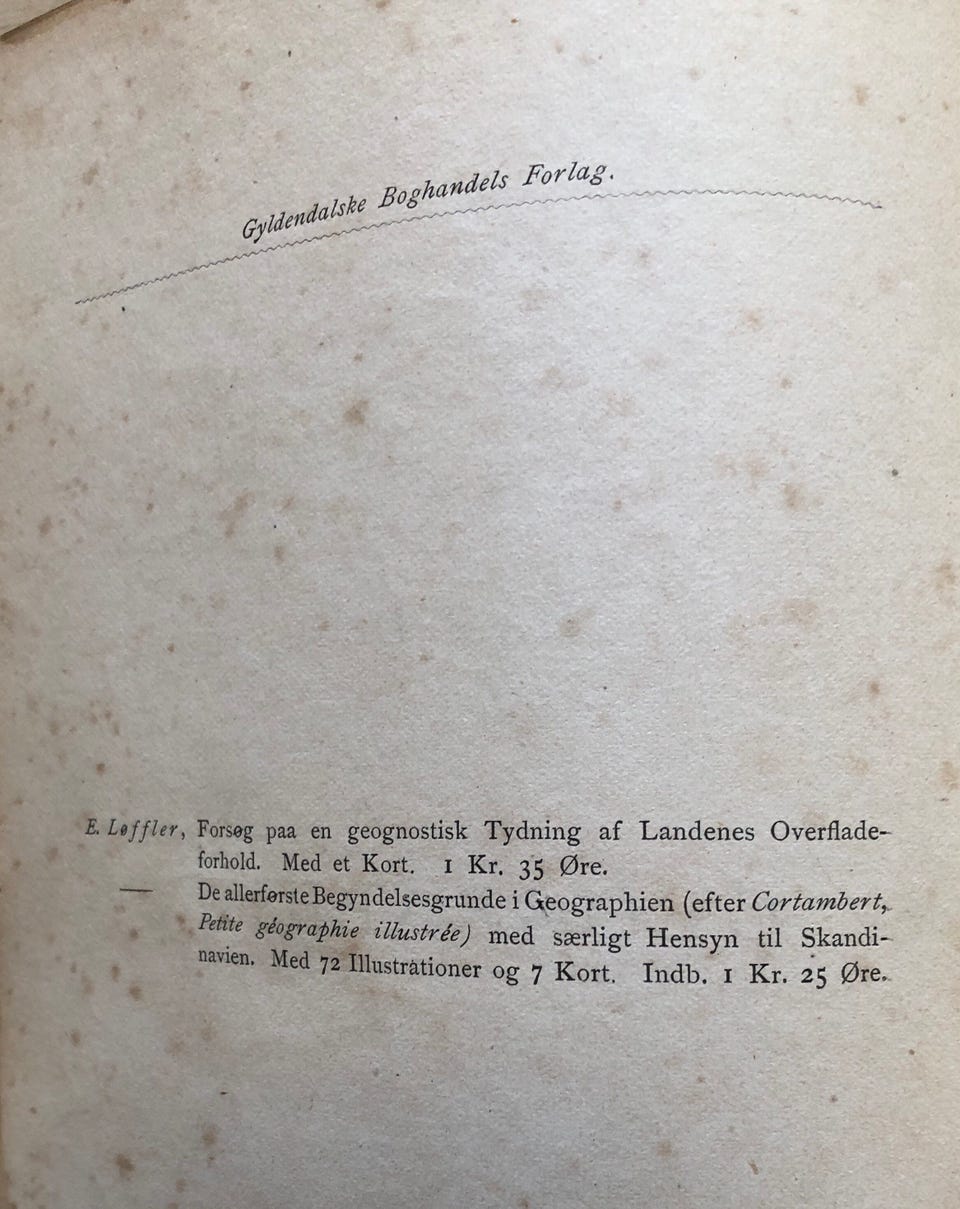 Gyldendalske Boghandels Forlag.
E. Løffler, Forsøg paa en geognostisk Tydning af Landenes Overflade-
forhold. Med et Kort. 1 Kr. 35 Øre.
— De allerførste Begyndelsesgrunde i Geographien (efter Cortambert,
Petite géographie illustrée) med særligt Hensyn til Skandi-
navien. Med 72 Illustrationer og 7 Kort. Indb. 1 Kr. 25 Øre.